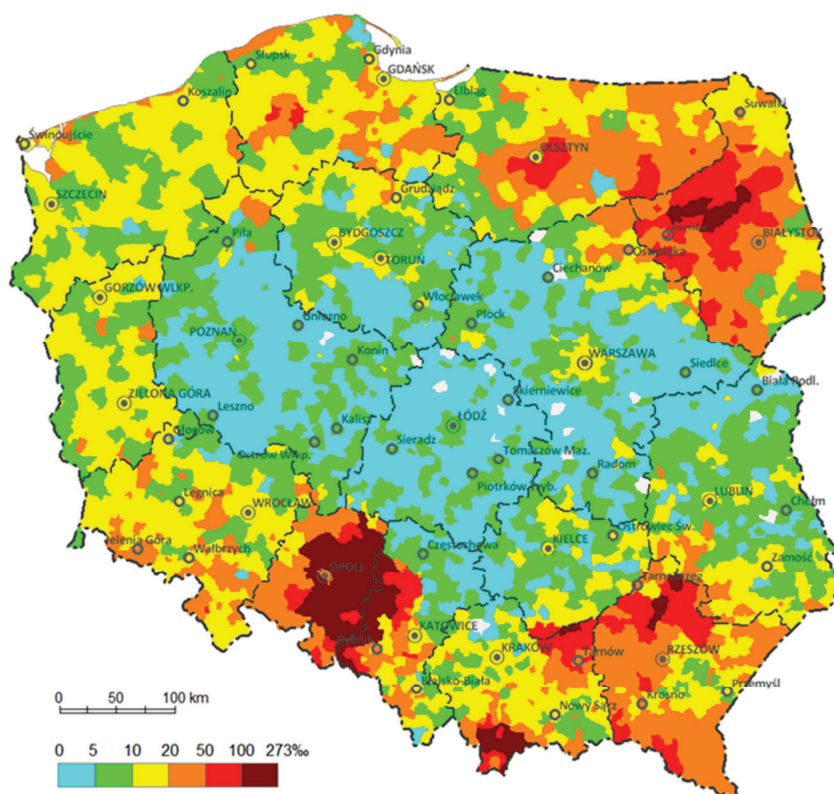 Słupsk
Gdynia
GDAŃSK
Koszalin
Elbląg
Suwałki
Świnoujście
OLSZTYN
SZCZECIN
Grudziądz
BYDGOSZCZ
Piła
BIAŁYSTOK
Ostrołęka
TORUŃ
Ciechanów
GORZÓW WLKP.
Włocławek
Płock
Gniezno
POZNAŃ
Konin
WARSZAWA
Siedlce
Biała Podl.
ZIELONA GÓRA
Leszno
Skierniewice
Kalisz
ŁÓDŹ
Głogów
Sieradz
Ostrów Wlkp.
Tomaszów Maz.
Radom
Piotrków Tryb.
Legnica
WROCŁAW
LUBLIN
Chełm
Jelenia Góra
Wałbrzych
Częstochowa
KIELCE
Ostrowiec Św.
OPOLE
Zamość
Tarnobrzeg
KATOWICE
Rybnik
KRAKÓW
Tarnów
RZESZÓW
Bielsko-Biała
Przemyśl
Krosno
Nowy Sącz
0 50 100 km
0 5 10 20 50 100 273‰